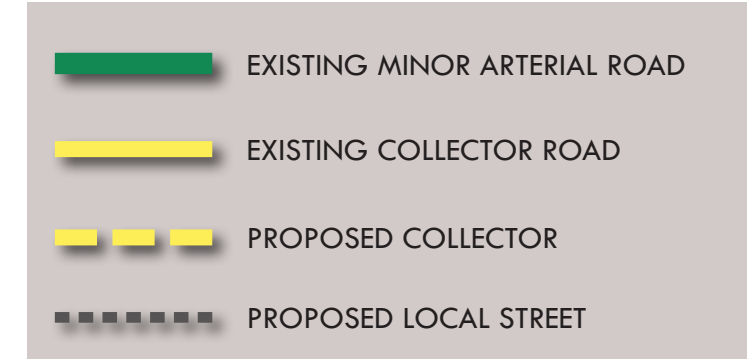 EXISTING MINOR ARTERIAL ROAD
EXISTING COLLECTOR ROAD
PROPOSED COLLECTOR
PROPOSED LOCAL STREET